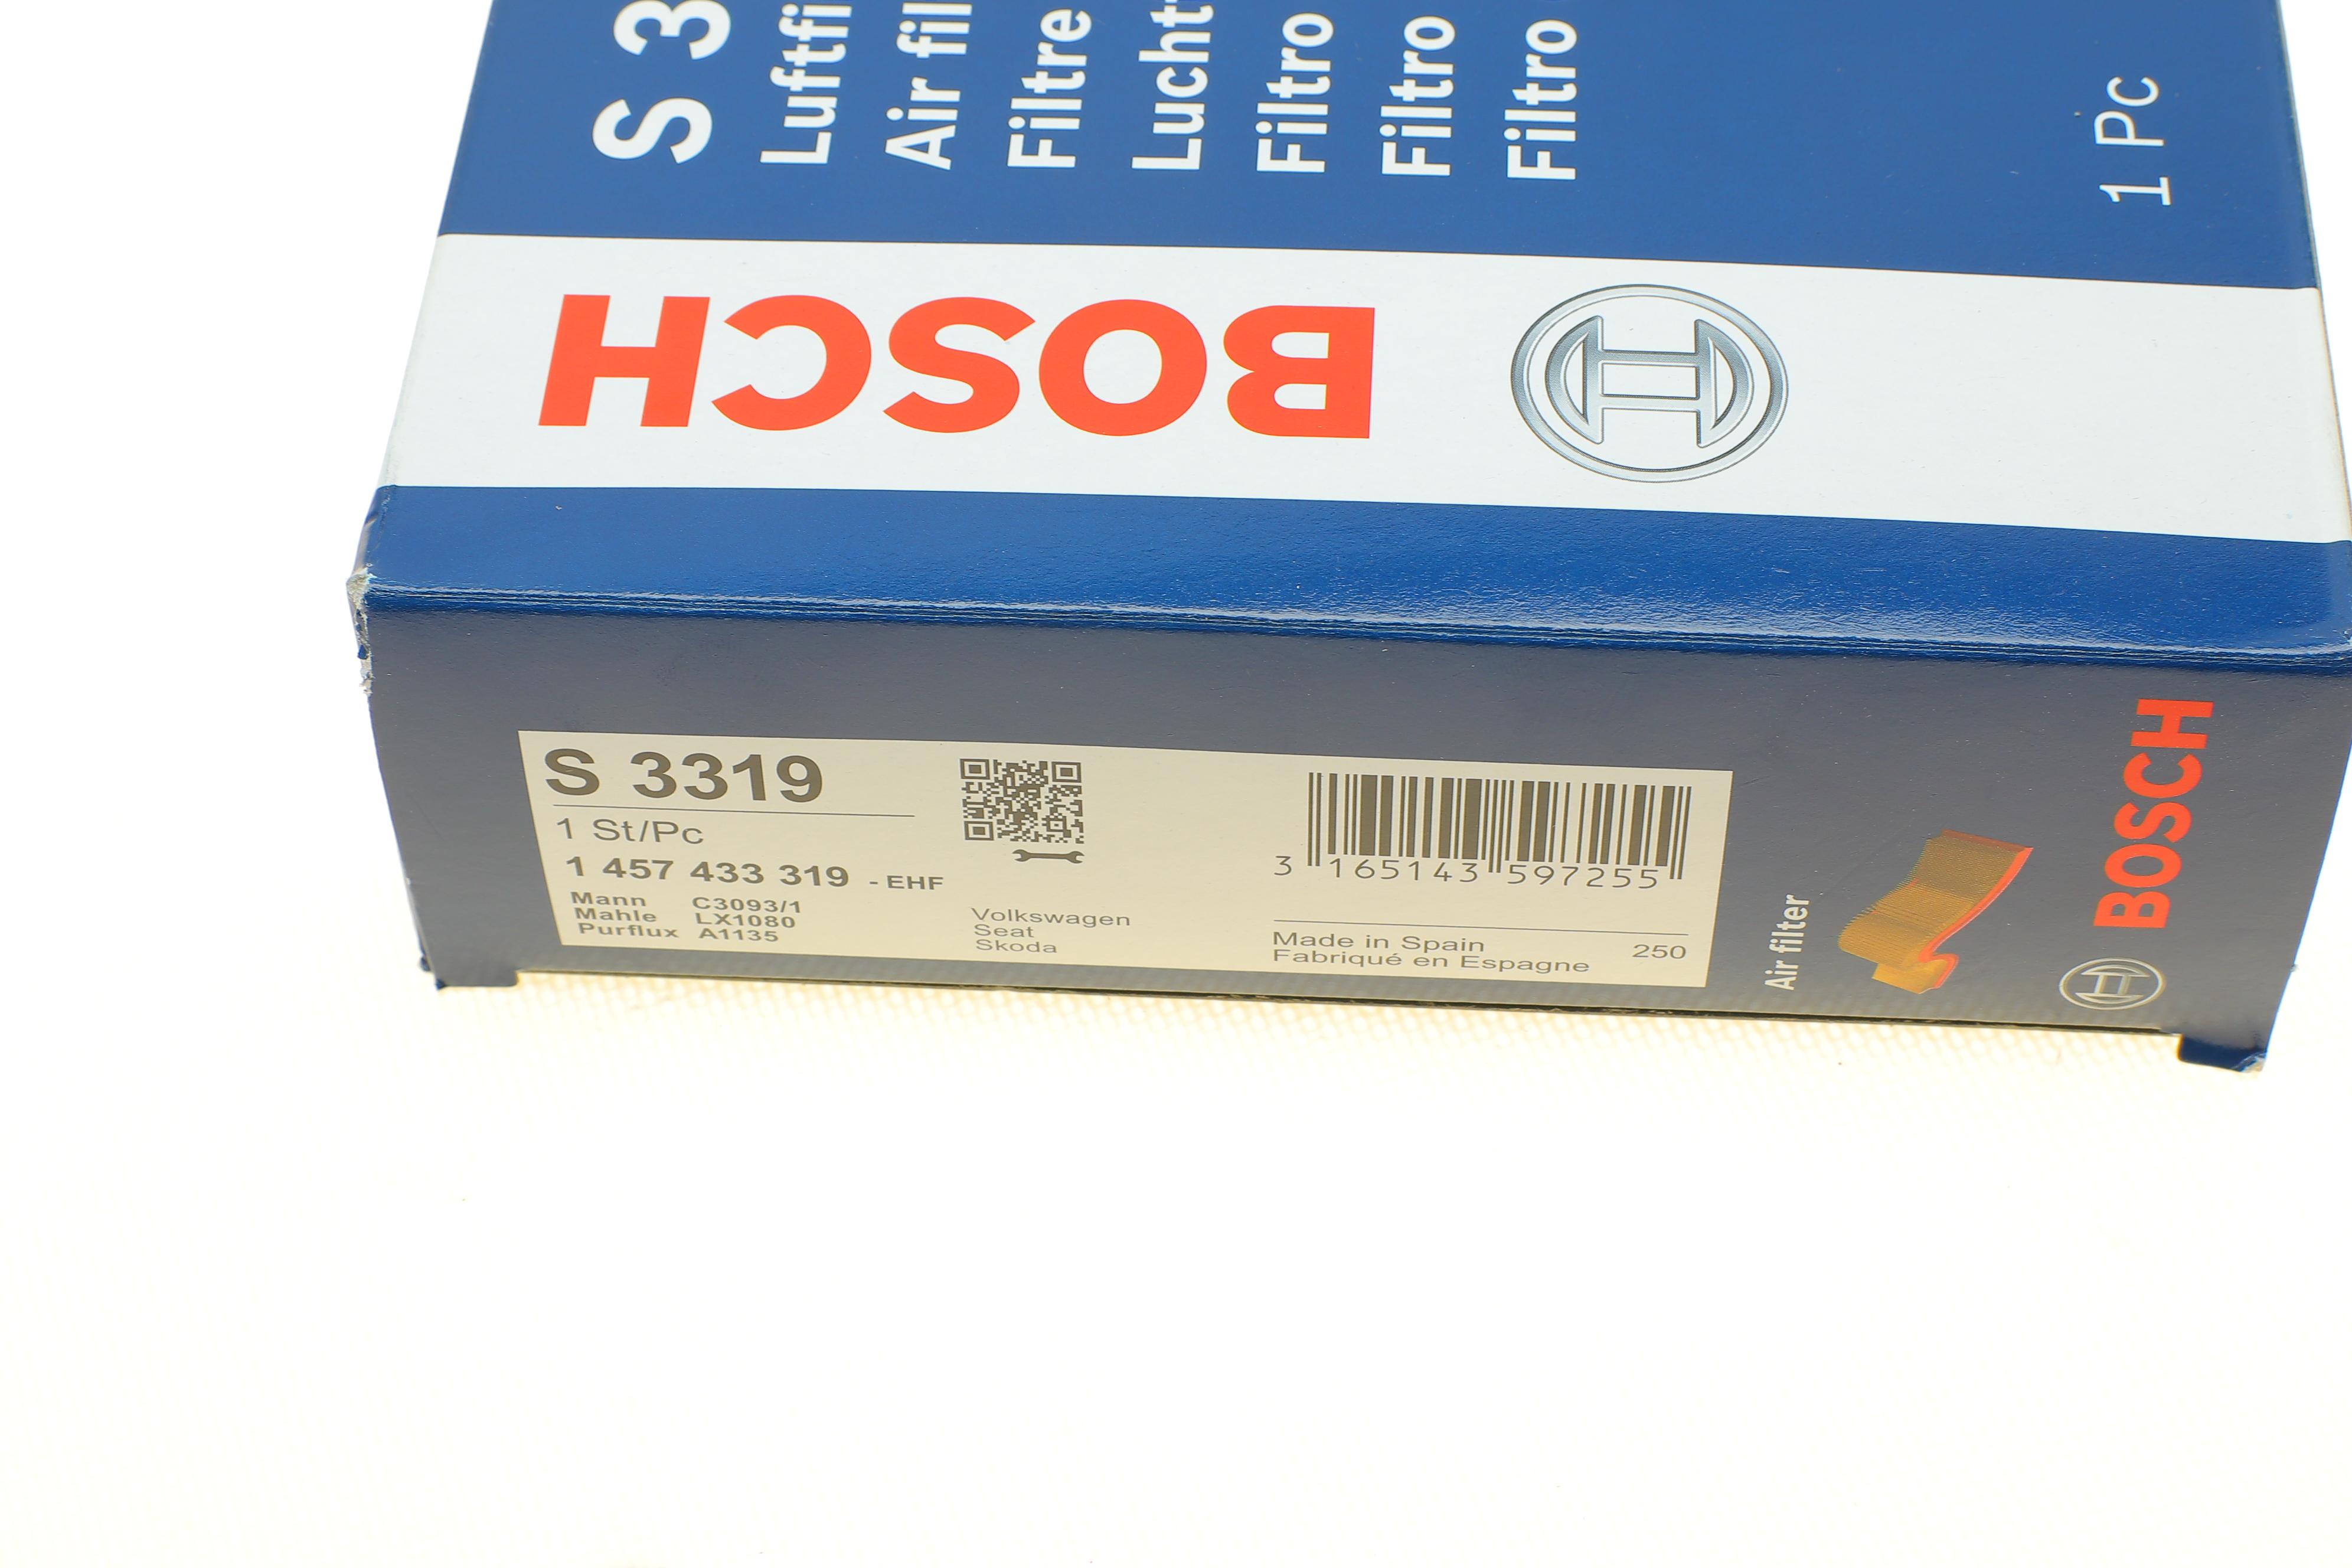 S 3
Luftfi
Air fil
Filtre
Lucht
Filtro
Filtro
Filtro
1 Pc
BOSCH
S 3319
1 St/Pc
1 457 433 319 - EHF
Mann C3093/1
Mahle LX1080
Purflux A1135
Volkswagen
Seat
Skoda
3 165143 597255
Made in Spain
Fabriqué en Espagne
250
Air filter
BOSCH